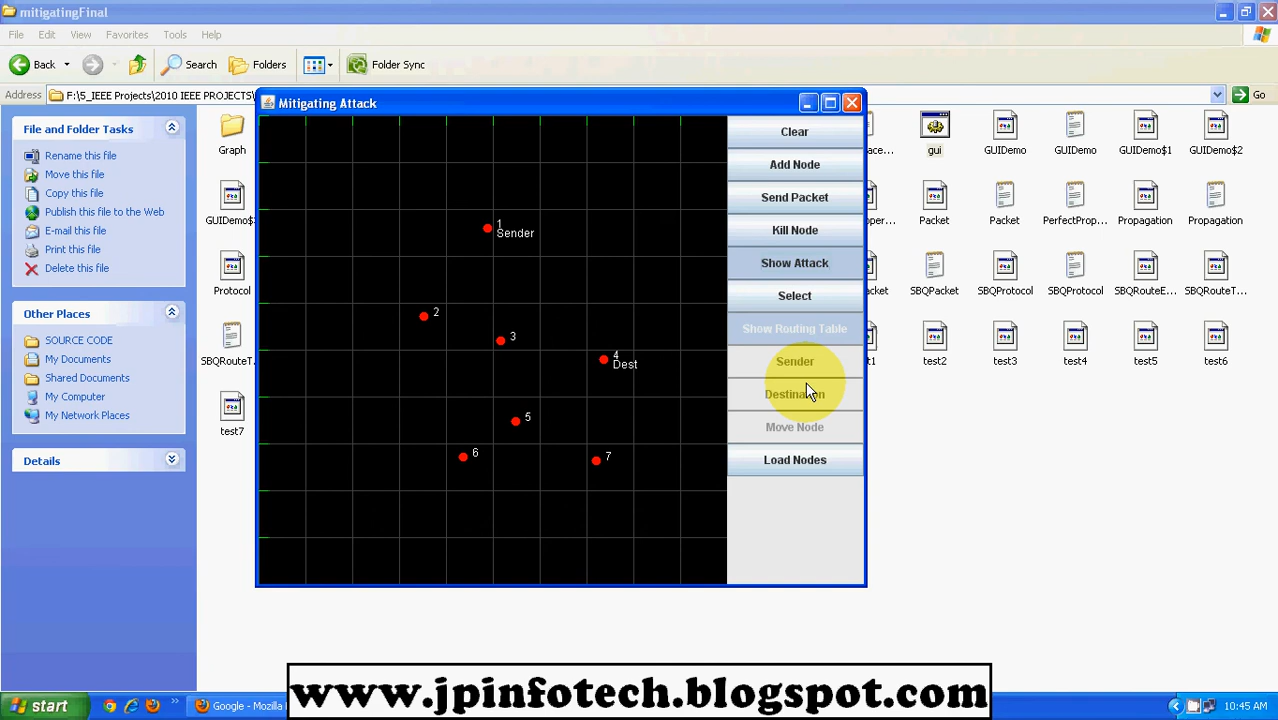 mitigatingFinal
File Edit View Favorites Tools Help
Back Search Folders Folder Sync
Address F:\5_IEEE Projects\2010 IEEE PROJECTS\ Go
File and Folder Tasks
Rename this file
Move this file
Copy this file
Publish this file to the Web
E-mail this file
Print this file
Delete this file
Other Places
SOURCE CODE
My Documents
Shared Documents
My Computer
My Network Places
Details
Graph
GUIDemo$
Protocol
SBQRouteT...
test7
Mitigating Attack
1
Sender
2
3
4
Dest
5
6
7
Clear
Add Node
Send Packet
Kill Node
Show Attack
Select
Show Routing Table
Sender
Destination
Move Node
Load Nodes
gui GUIDemo GUIDemo GUIDemo$1 GUIDemo$2
Packet Packet PerfectProp... Propagation Propagation
SBQPacket SBQProtocol SBQProtocol SBQRouteE... SBQRouteT...
test2 test3 test4 test5 test6
www.jpinfotech.blogspot.com
start Google - Mozilla 10:45 AM